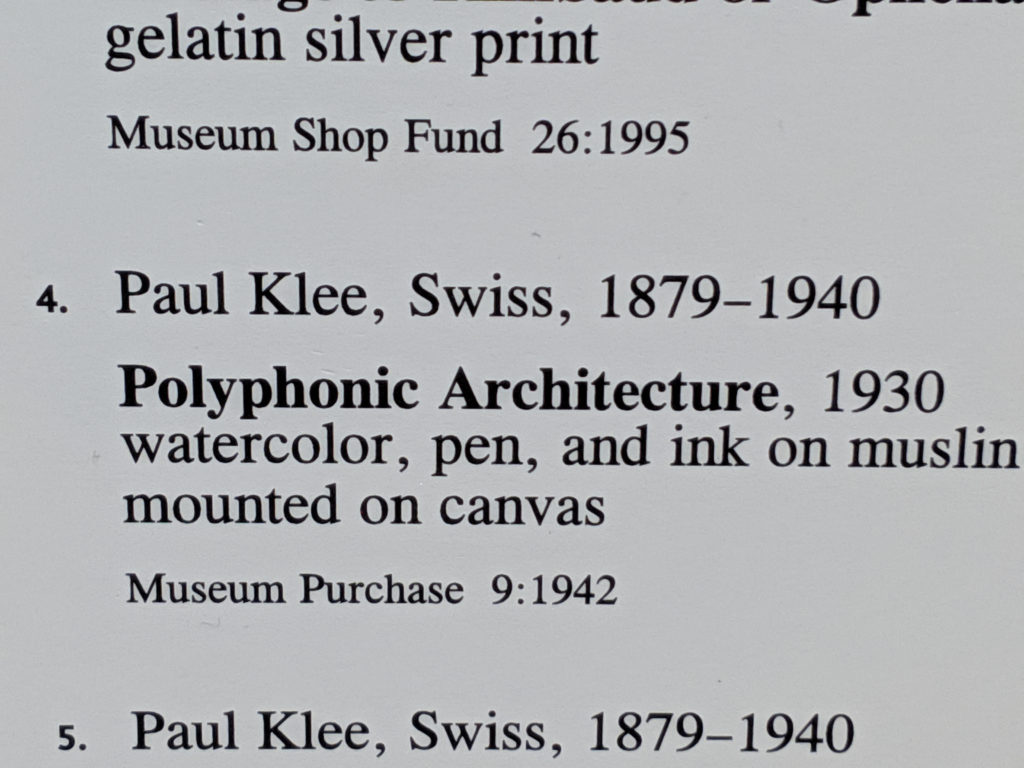 gelatin silver print
Museum Shop Fund 26:1995
4. Paul Klee, Swiss, 1879–1940
Polyphonic Architecture, 1930
watercolor, pen, and ink on muslin
mounted on canvas
Museum Purchase 9:1942
5. Paul Klee, Swiss, 1879–1940